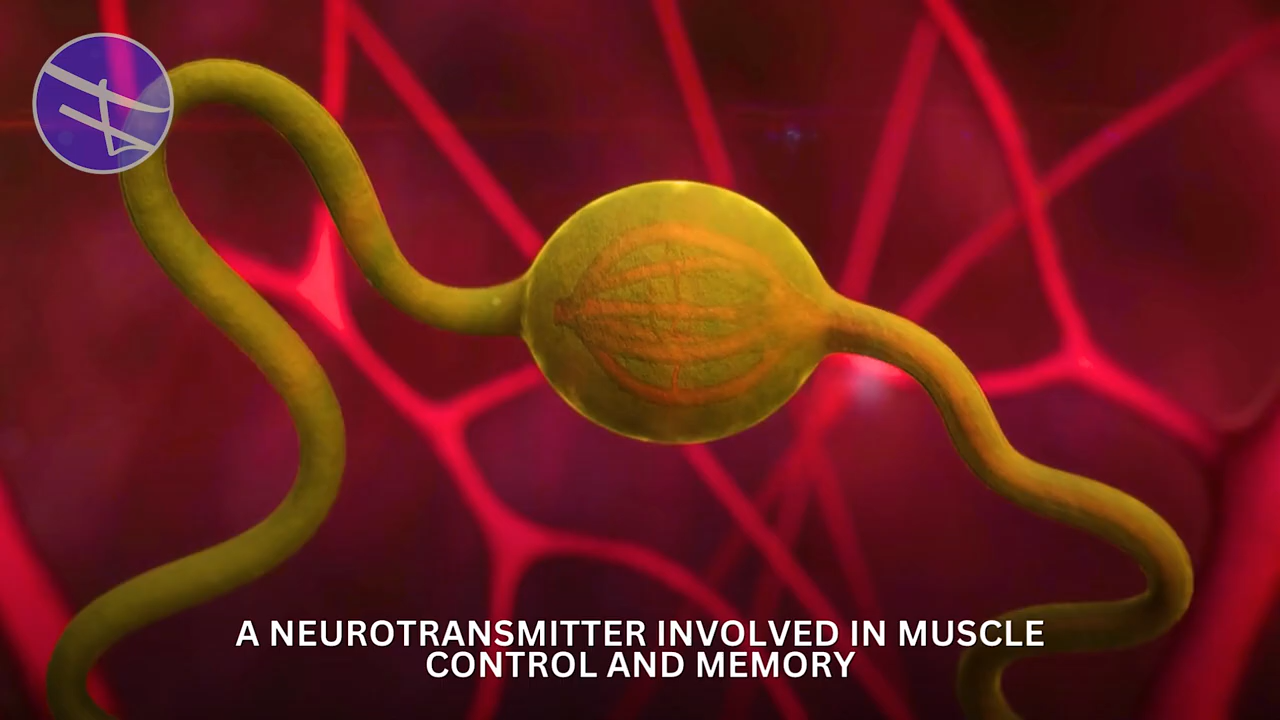 A NEUROTRANSMITTER INVOLVED IN MUSCLE
CONTROL AND MEMORY